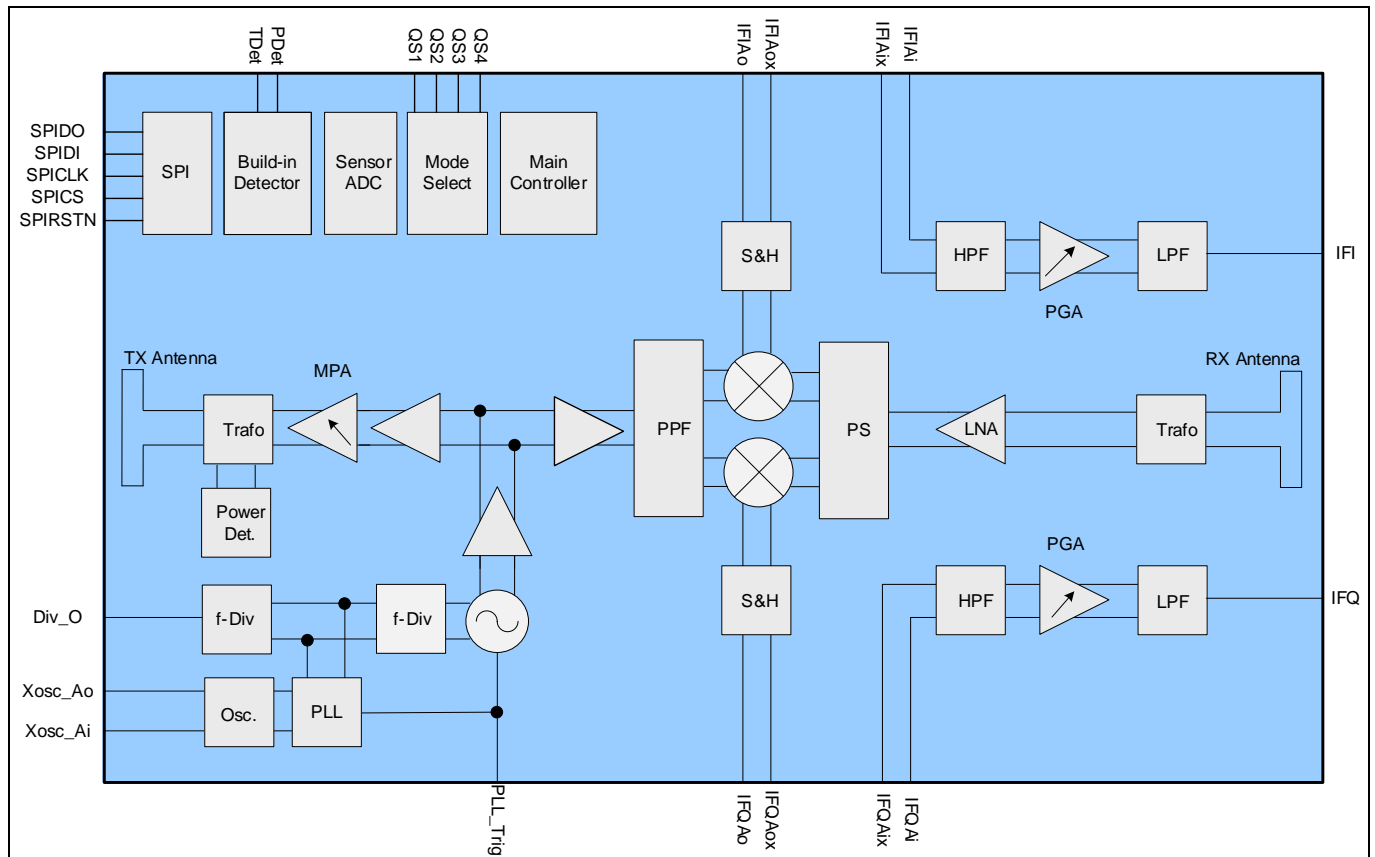 TDet
PDet
QS1
QS2
QS3
QS4
IFIAo
IFIAox
IFIAix
IFIAi
SPIDO
SPIDI
SPICLK
SPICS
SPIRSTN
SPI
Build-in
Detector
Sensor
ADC
Mode
Select
Main
Controller
S&H
HPF
LPF
IFI
PGA
TX Antenna
MPA
RX Antenna
Trafo
PPF
PS
LNA
Trafo
Power
Det.
PGA
Div_O
f-Div
f-Div
S&H
HPF
LPF
IFQ
Xosc_Ao
Xosc_Ai
Osc.
PLL
PLL_Trig
IFQAo
IFQAox
IFQAix
IFQAi